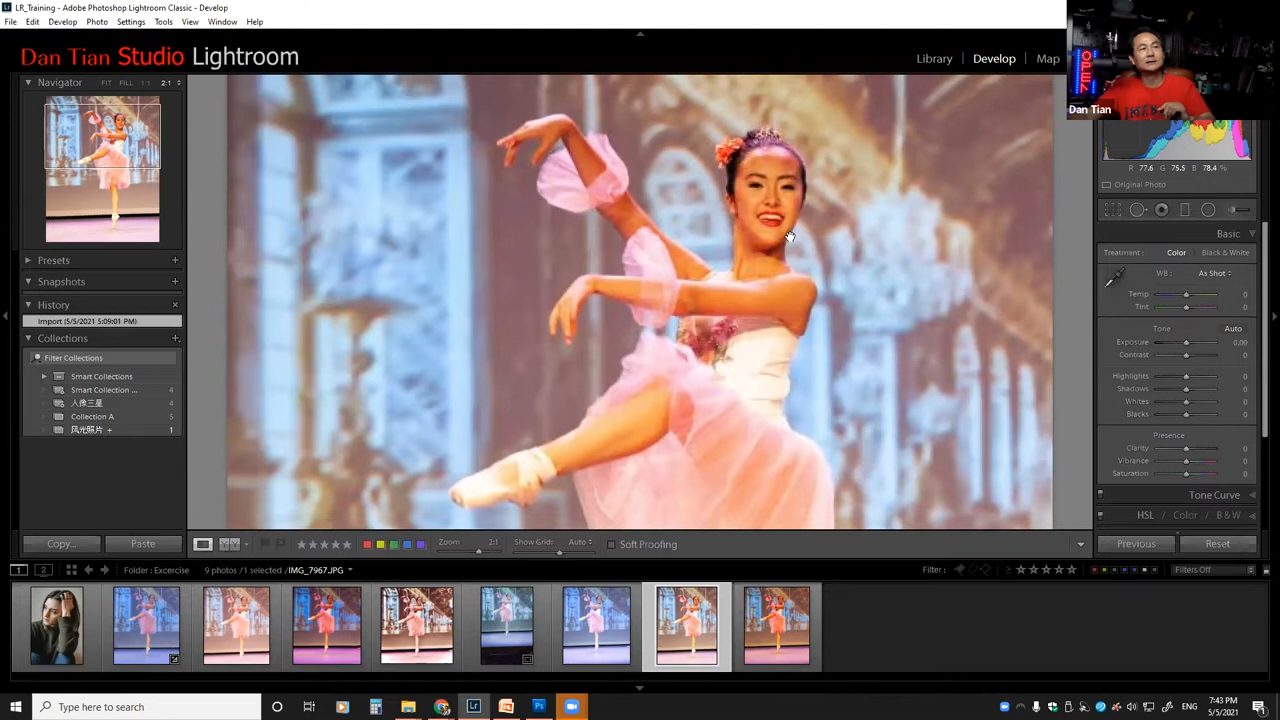 LR_Training - Adobe Photoshop Lightroom Classic - Develop
File Edit Develop Photo Settings Tools View Window Help
Dan Tian Studio Lightroom
Library Develop Map
Dan Tian
Navigator FIT FILL 1:1 2:1
R 77.6 G 75.5 B 78.4 %
Original Photo
Basic
Treatment: Color Black & White
WB: As Shot
Temp 0
Tint 0
Tone Auto
Exposure 0.00
Contrast 0
Highlights 0
Shadows 0
Whites 0
Blacks 0
Presence
Clarity 0
Vibrance 0
Saturation 0
Tone Curve
HSL / Color / B & W
Previous Reset
Presets
Snapshots
History
Import (5/5/2021 5:09:01 PM)
Collections
Filter Collections
Smart Collections
Smart Collection ... 4
人像三星 4
Collection A 5
风光照片 + 1
Copy... Paste
Zoom 2:1 Show Grids: Auto Soft Proofing
1 2 Folder : Excercise 9 photos /1 selected /IMG_7967.JPG Filter : Filters Off
Type here to search
Lr Ps
ENG
7:43 PM
5/5/2021